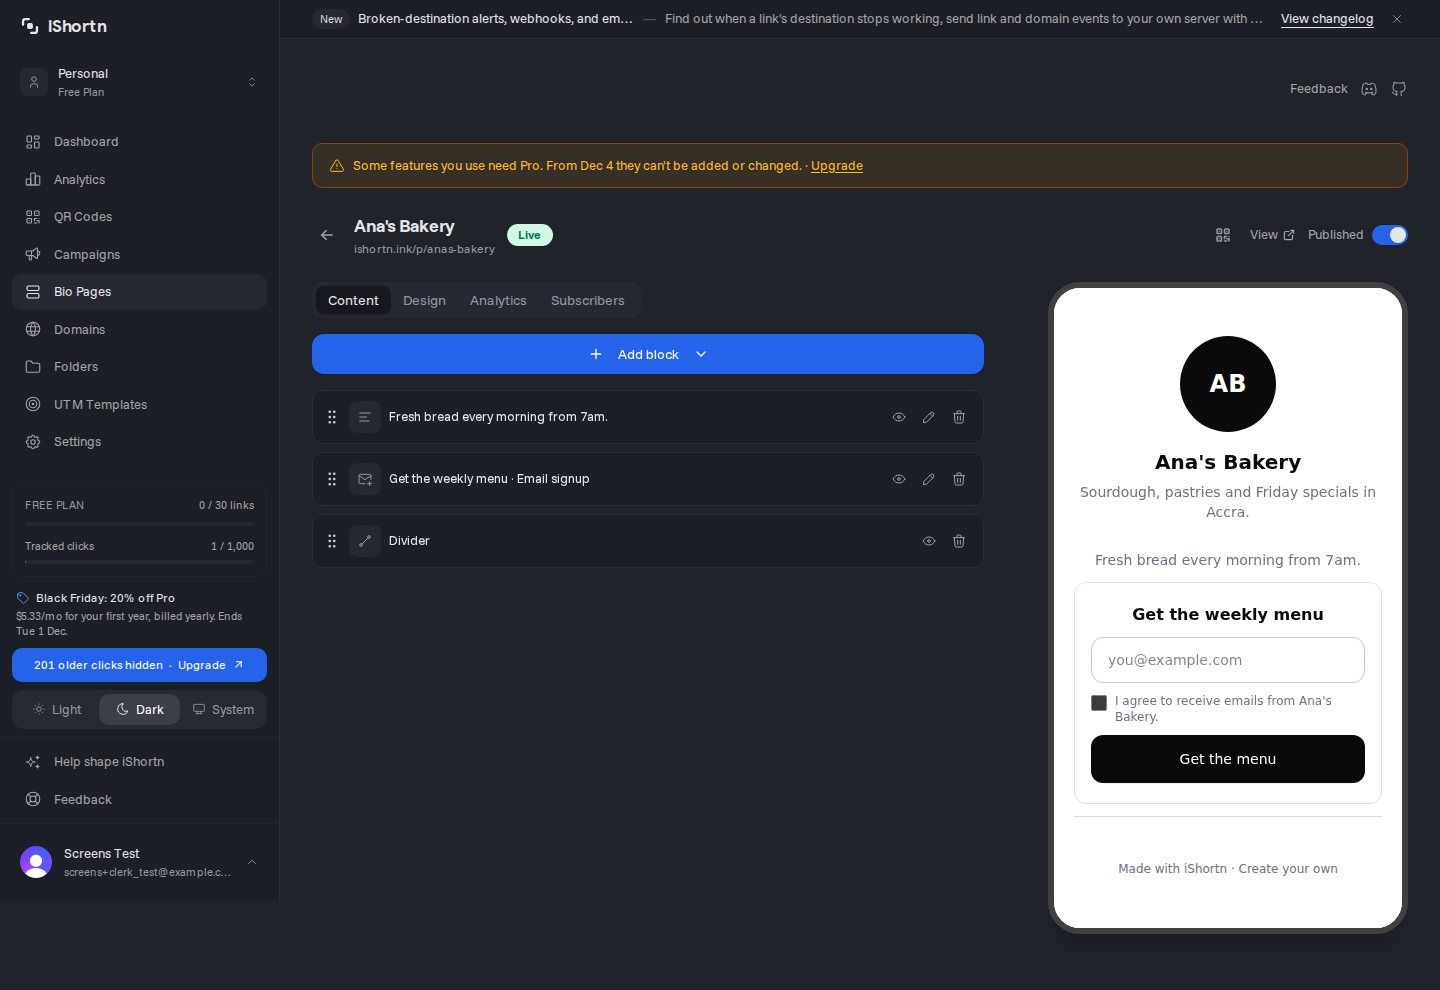 iShortn
Personal
Free Plan
Dashboard
Analytics
QR Codes
Campaigns
Bio Pages
Domains
Folders
UTM Templates
Settings
FREE PLAN 0 / 30 links
Tracked clicks 1 / 1,000
Black Friday: 20% off Pro
$5.33/mo for your first year, billed yearly. Ends
Tue 1 Dec.
201 older clicks hidden · Upgrade
Light Dark System
Help shape iShortn
Feedback
Screens Test
screens+clerk_test@example.c...
New Broken-destination alerts, webhooks, and em... — Find out when a link's destination stops working, send link and domain events to your own server with ... View changelog
Feedback
Some features you use need Pro. From Dec 4 they can't be added or changed. · Upgrade
Ana's Bakery
ishortn.ink/p/anas-bakery
Live
View Published
Content Design Analytics Subscribers
Add block
Fresh bread every morning from 7am.
Get the weekly menu · Email signup
Divider
AB
Ana's Bakery
Sourdough, pastries and Friday specials in
Accra.
Fresh bread every morning from 7am.
Get the weekly menu
you@example.com
I agree to receive emails from Ana's
Bakery.
Get the menu
Made with iShortn · Create your own